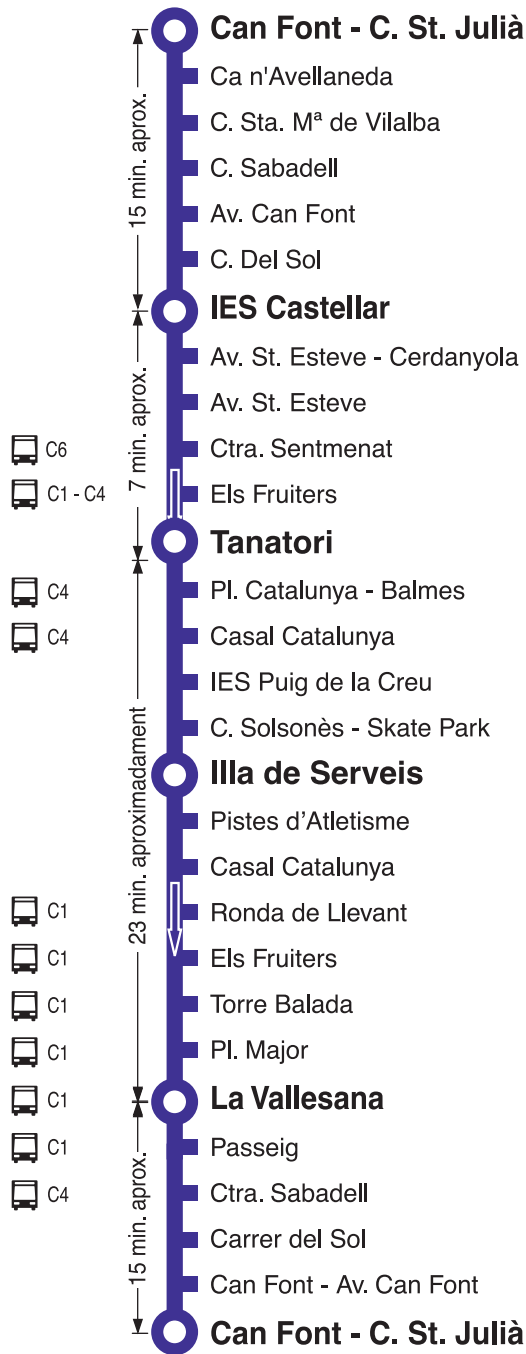 Can Font - C. St. Julià
Ca n'Avellaneda
C. Sta. Mª de Vilalba
15 min. aprox.
C. Sabadell
Av. Can Font
C. Del Sol
IES Castellar
Av. St. Esteve - Cerdanyola
Av. St. Esteve
7 min. aprox.
C6 Ctra. Sentmenat
C1 - C4 Els Fruiters
Tanatori
C4 Pl. Catalunya - Balmes
C4 Casal Catalunya
IES Puig de la Creu
C. Solsonès - Skate Park
Illa de Serveis
23 min. aproximadament
Pistes d'Atletisme
Casal Catalunya
C1 Ronda de Llevant
C1 Els Fruiters
C1 Torre Balada
C1 Pl. Major
C1 La Vallesana
C1 Passeig
C4 Ctra. Sabadell
15 min. aprox.
Carrer del Sol
Can Font - Av. Can Font
Can Font - C. St. Julià